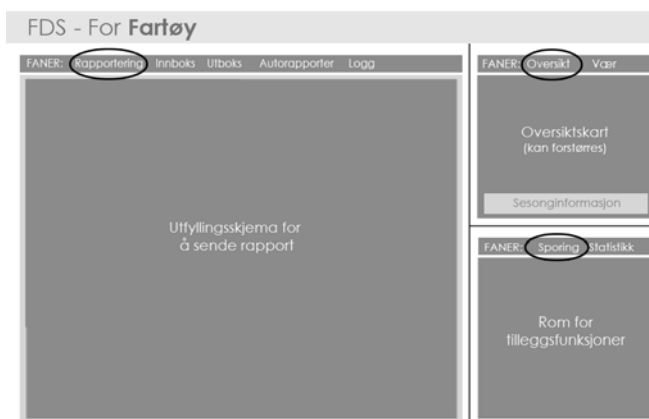 FDS - For Fartøy
FANER: Rapportering Innboks Utboks Autorapporter Logg
Utfyllingsskjema for
å sende rapport
FANER: Oversikt Vær
Oversiktskart
(kan forstørres)
Sesonginformasjon
FANER: Sporing Statistikk
Rom for
tilleggsfunksjoner